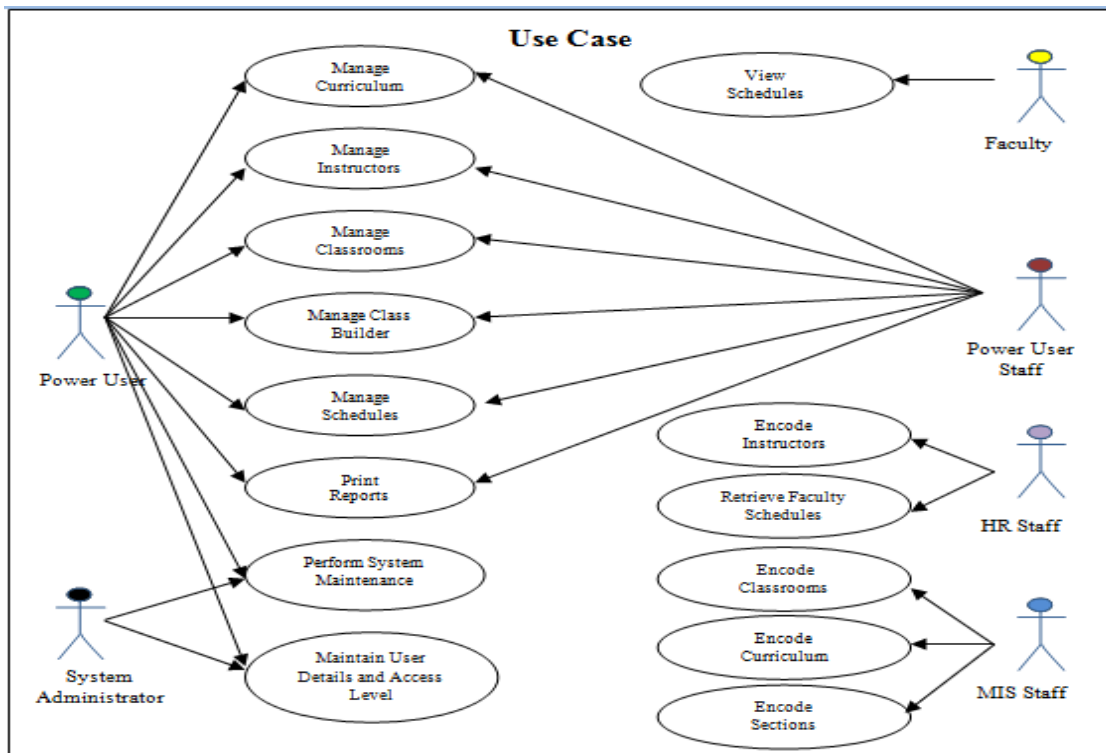 Use Case
Manage
Curriculum
View
Schedules
Faculty
Manage
Instructors
Manage
Classrooms
Power User
Manage Class
Builder
Power User
Staff
Manage
Schedules
Encode
Instructors
Print
Reports
Retrieve Faculty
Schedules
HR Staff
Perform System
Maintenance
Encode
Classrooms
System
Administrator
Maintain User
Details and Access
Level
Encode
Curriculum
MIS Staff
Encode
Sections